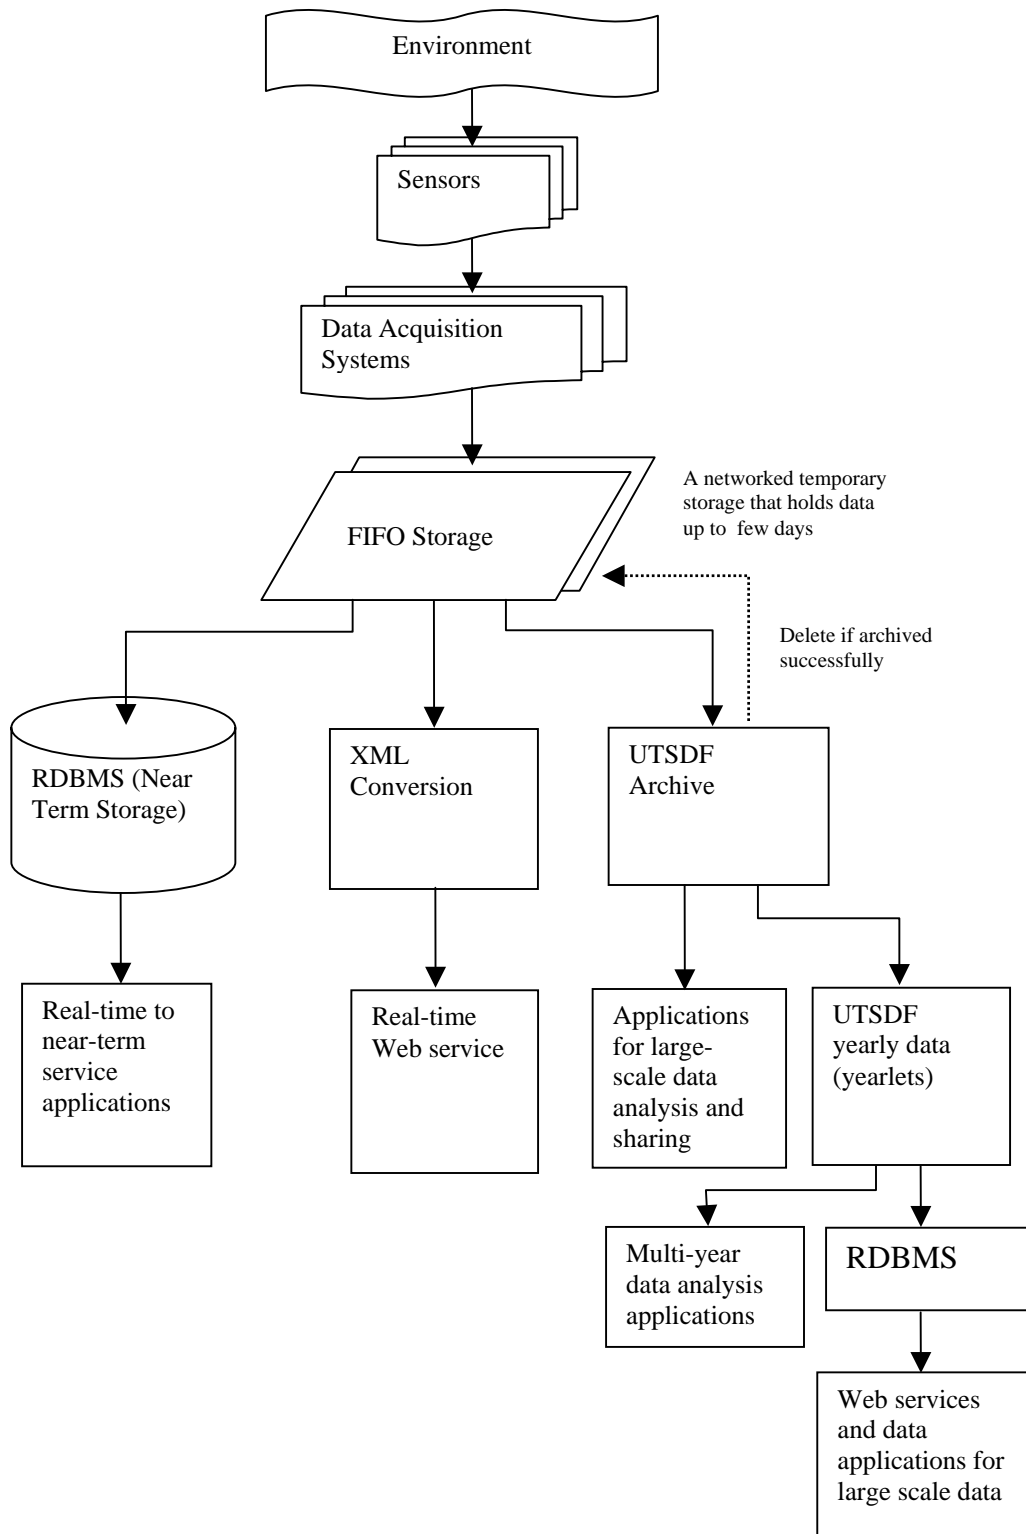 Environment
Sensors
Data Acquisition
Systems
A networked temporary
storage that holds data
up to few days
FIFO Storage
Delete if archived
successfully
RDBMS (Near
Term Storage)
XML
Conversion
UTSDF
Archive
Real-time to
near-term
service
applications
Real-time
Web service
Applications
for large-
scale data
analysis and
sharing
UTSDF
yearly data
(yearlets)
Multi-year
data analysis
applications
RDBMS
Web services
and data
applications for
large scale data